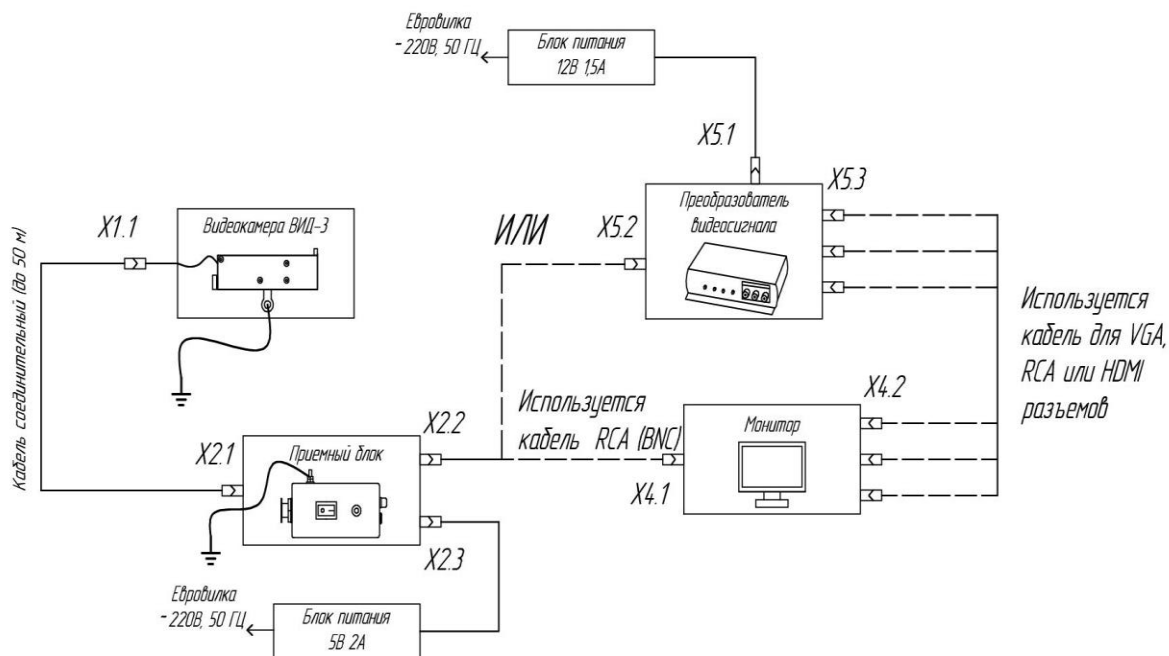 Евровилка
~220В, 50 ГЦ
Блок питания
12В 1,5А
X5.1
X5.3
Преобразователь
видеосигнала
X5.2
ИЛИ
X1.1
Видеокамера ВИД-3
Кабель соединительный (до 50 м)
Используется
кабель для VGA,
RCA или HDMI
разъемов
X4.2
Монитор
X4.1
Используется
кабель RCA (BNC)
X2.2
X2.1
Приемный блок
X2.3
Евровилка
~220В, 50 ГЦ
Блок питания
5В 2А